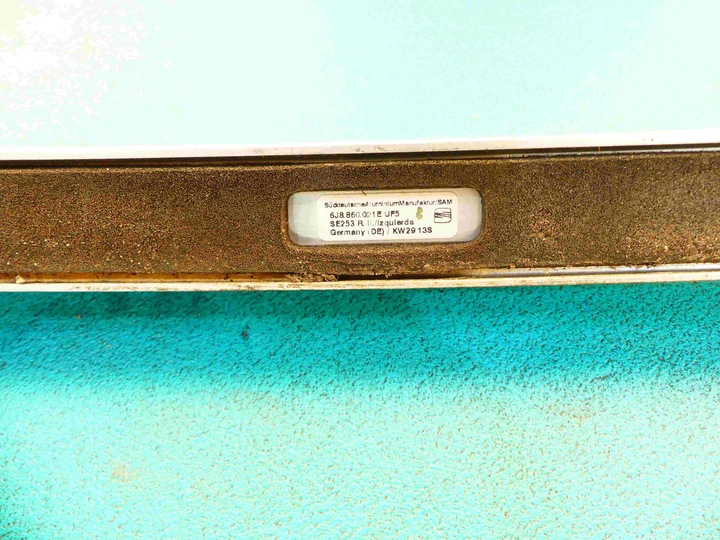 SüddeutscheAluminiumManufaktur/SAM
6J8.860.021E UF5
SE253 R. li./Izquierda
Germany (DE) / KW29 13S